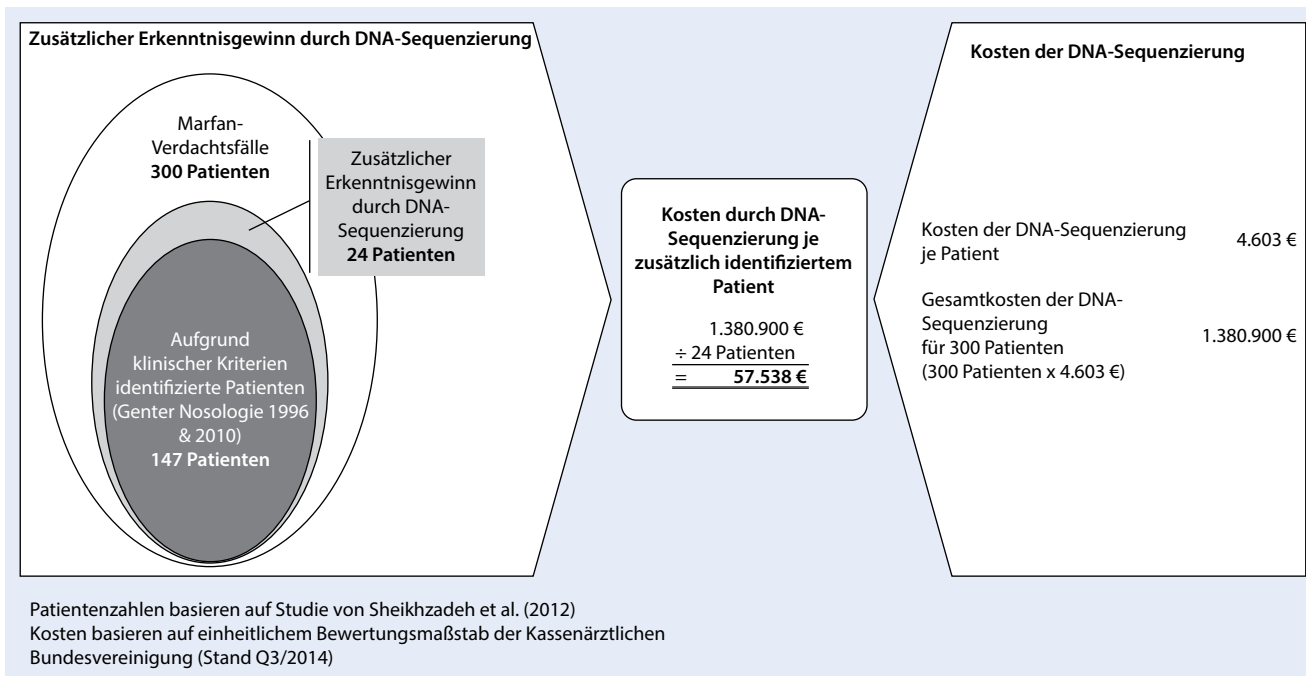 Zusätzlicher Erkenntnisgewinn durch DNA-Sequenzierung
Marfan-
Verdachtsfälle
300 Patienten
Zusätzlicher
Erkenntnisgewinn
durch DNA-
Sequenzierung
24 Patienten
Aufgrund
klinischer Kriterien
identifizierte Patienten
(Genter Nosologie 1996
& 2010)
147 Patienten
Kosten durch DNA-
Sequenzierung je
zusätzlich identifiziertem
Patient
1.380.900 €
÷ 24 Patienten
= 57.538 €
Kosten der DNA-Sequenzierung
Kosten der DNA-Sequenzierung
je Patient
4.603 €
Gesamtkosten der DNA-
Sequenzierung
für 300 Patienten
(300 Patienten x 4.603 €)
1.380.900 €
Patientenzahlen basieren auf Studie von Sheikhzadeh et al. (2012)
Kosten basieren auf einheitlichem Bewertungsmaßstab der Kassenärztlichen
Bundesvereinigung (Stand Q3/2014)